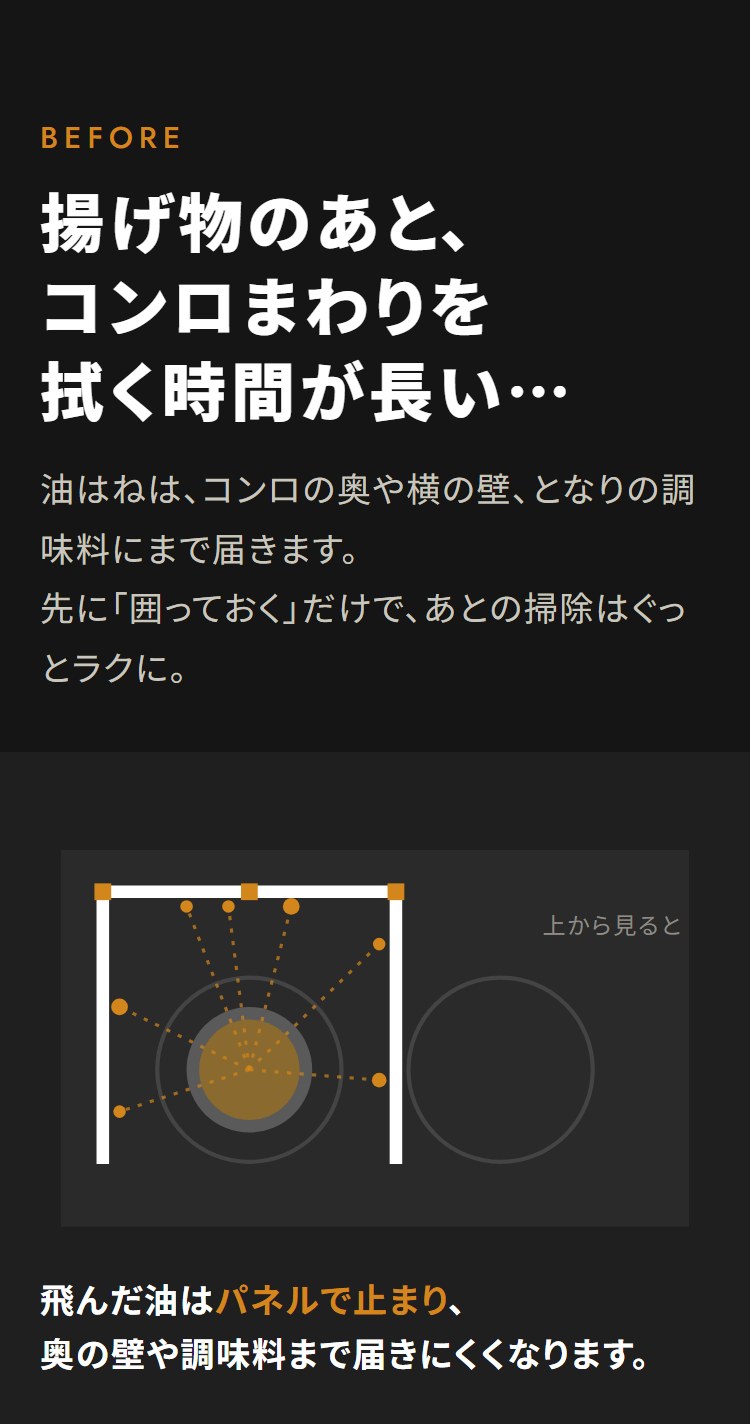 BEFORE
揚げ物のあと、
コンロまわりを
拭く時間が長い…
油はねは、コンロの奥や横の壁、となりの調
味料にまで届きます。
先に「囲っておく」だけで、あとの掃除はぐっ
とラクに。
上から見ると
飛んだ油はパネルで止まり、
奥の壁や調味料まで届きにくくなります。